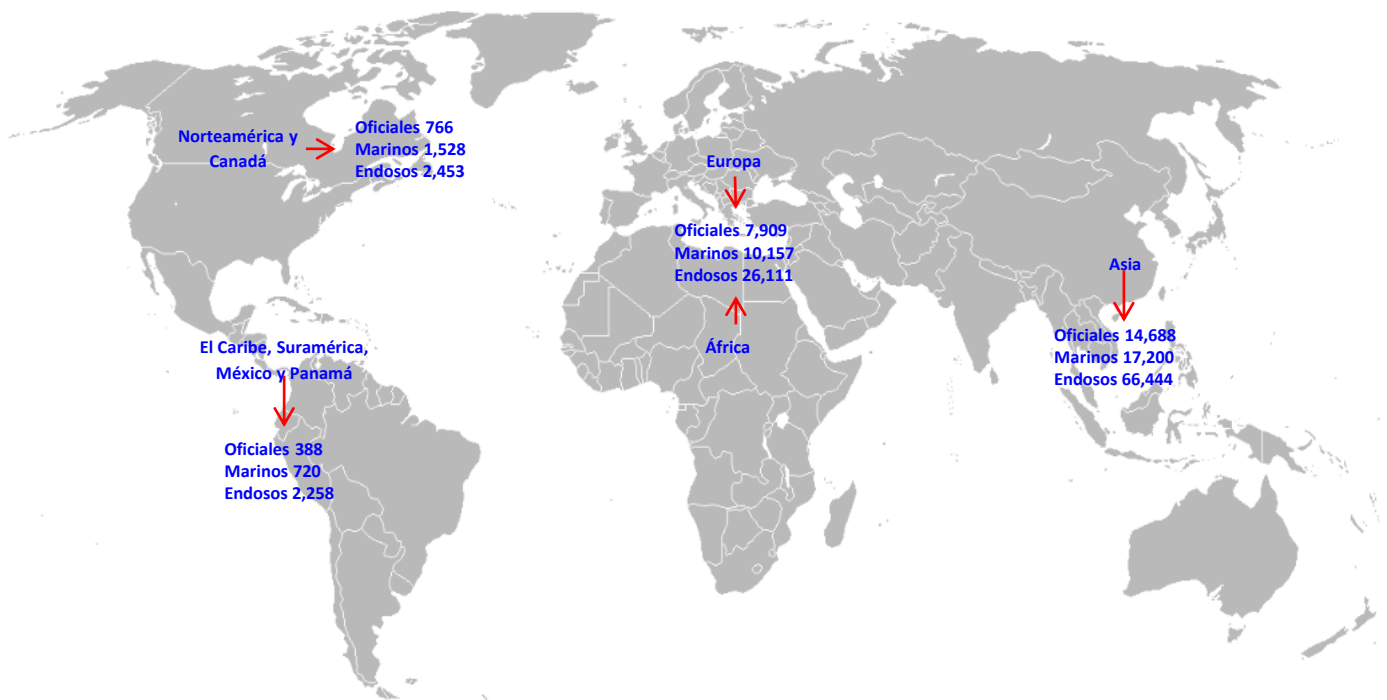 Norteamérica y
Canadá
Oficiales 766
Marinos 1,528
Endosos 2,453
Europa
Oficiales 7,909
Marinos 10,157
Endosos 26,111
África
Asia
Oficiales 14,688
Marinos 17,200
Endosos 66,444
El Caribe, Suramérica,
México y Panamá
Oficiales 388
Marinos 720
Endosos 2,258